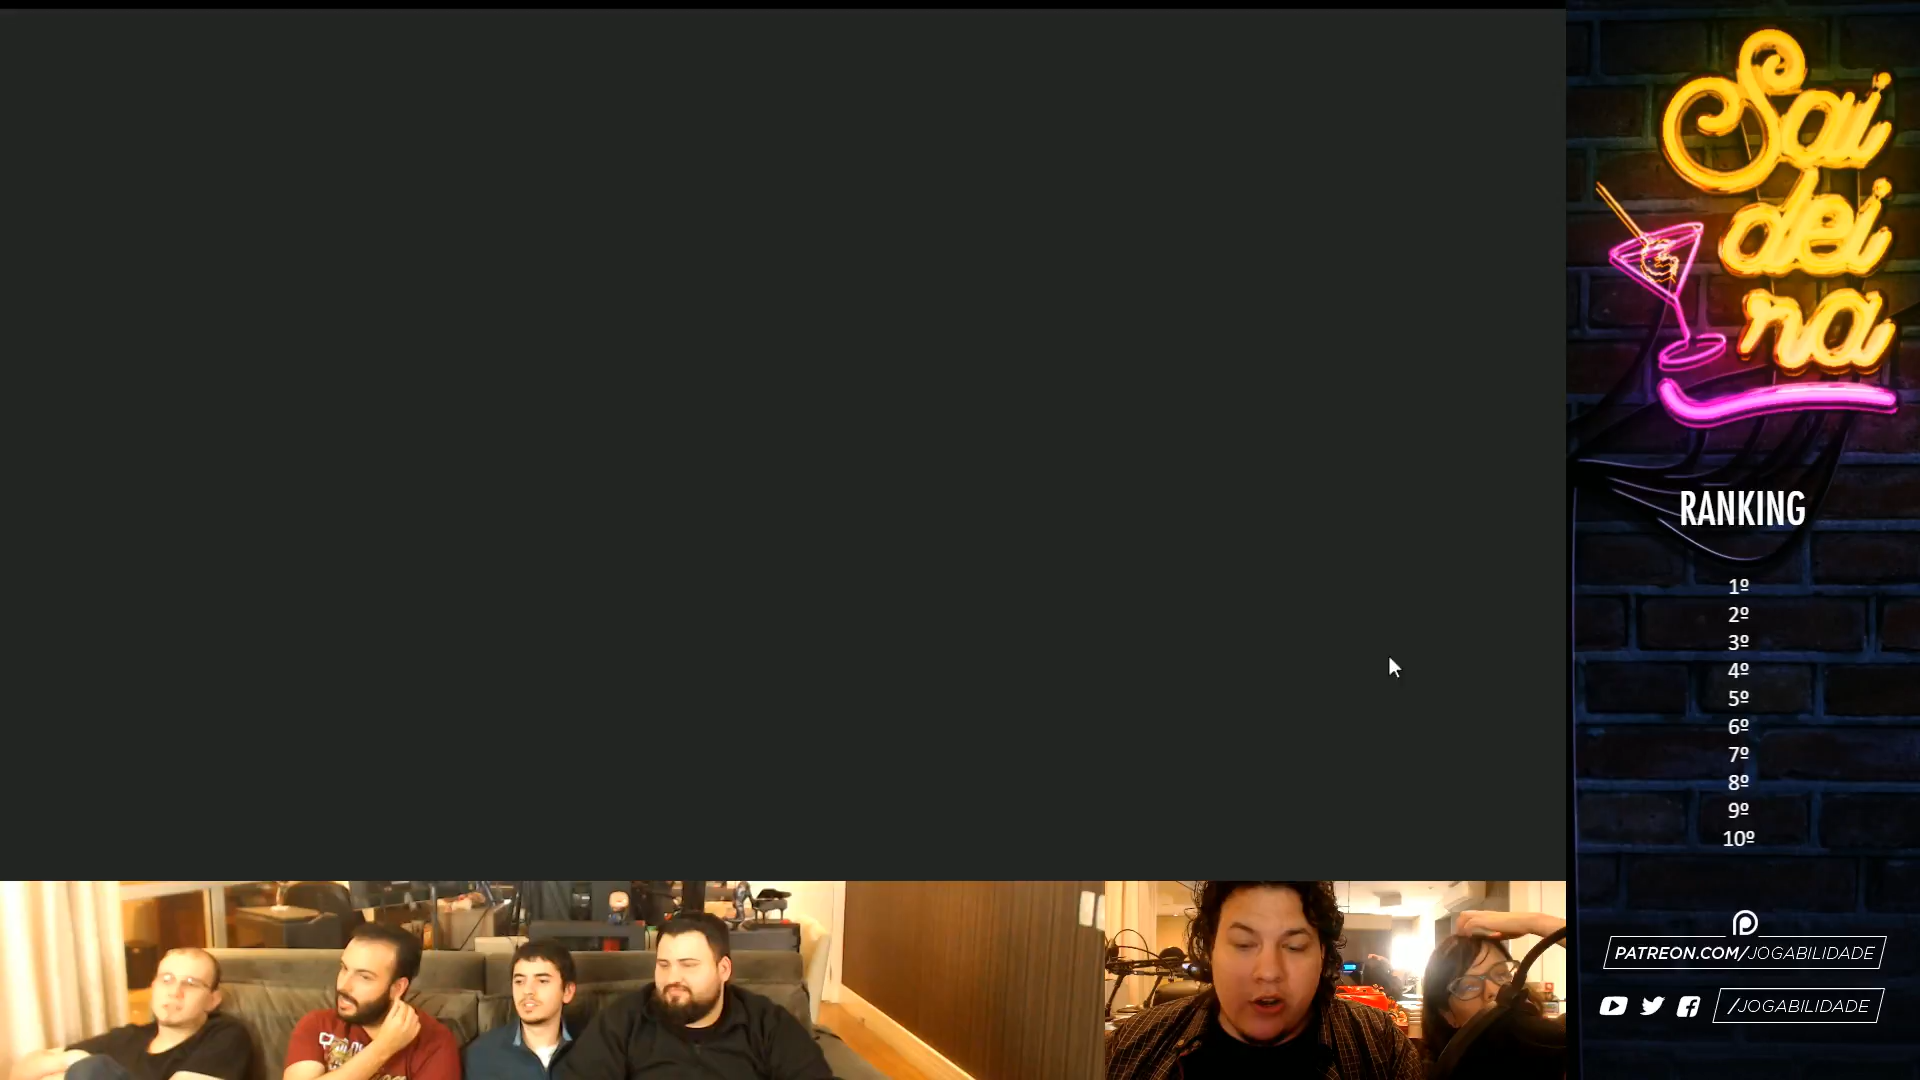 Sai
dei
ra
RANKING
1º
2º
3º
4º
5º
6º
7º
8º
9º
10º
PATREON.COM/JOGABILIDADE
/JOGABILIDADE